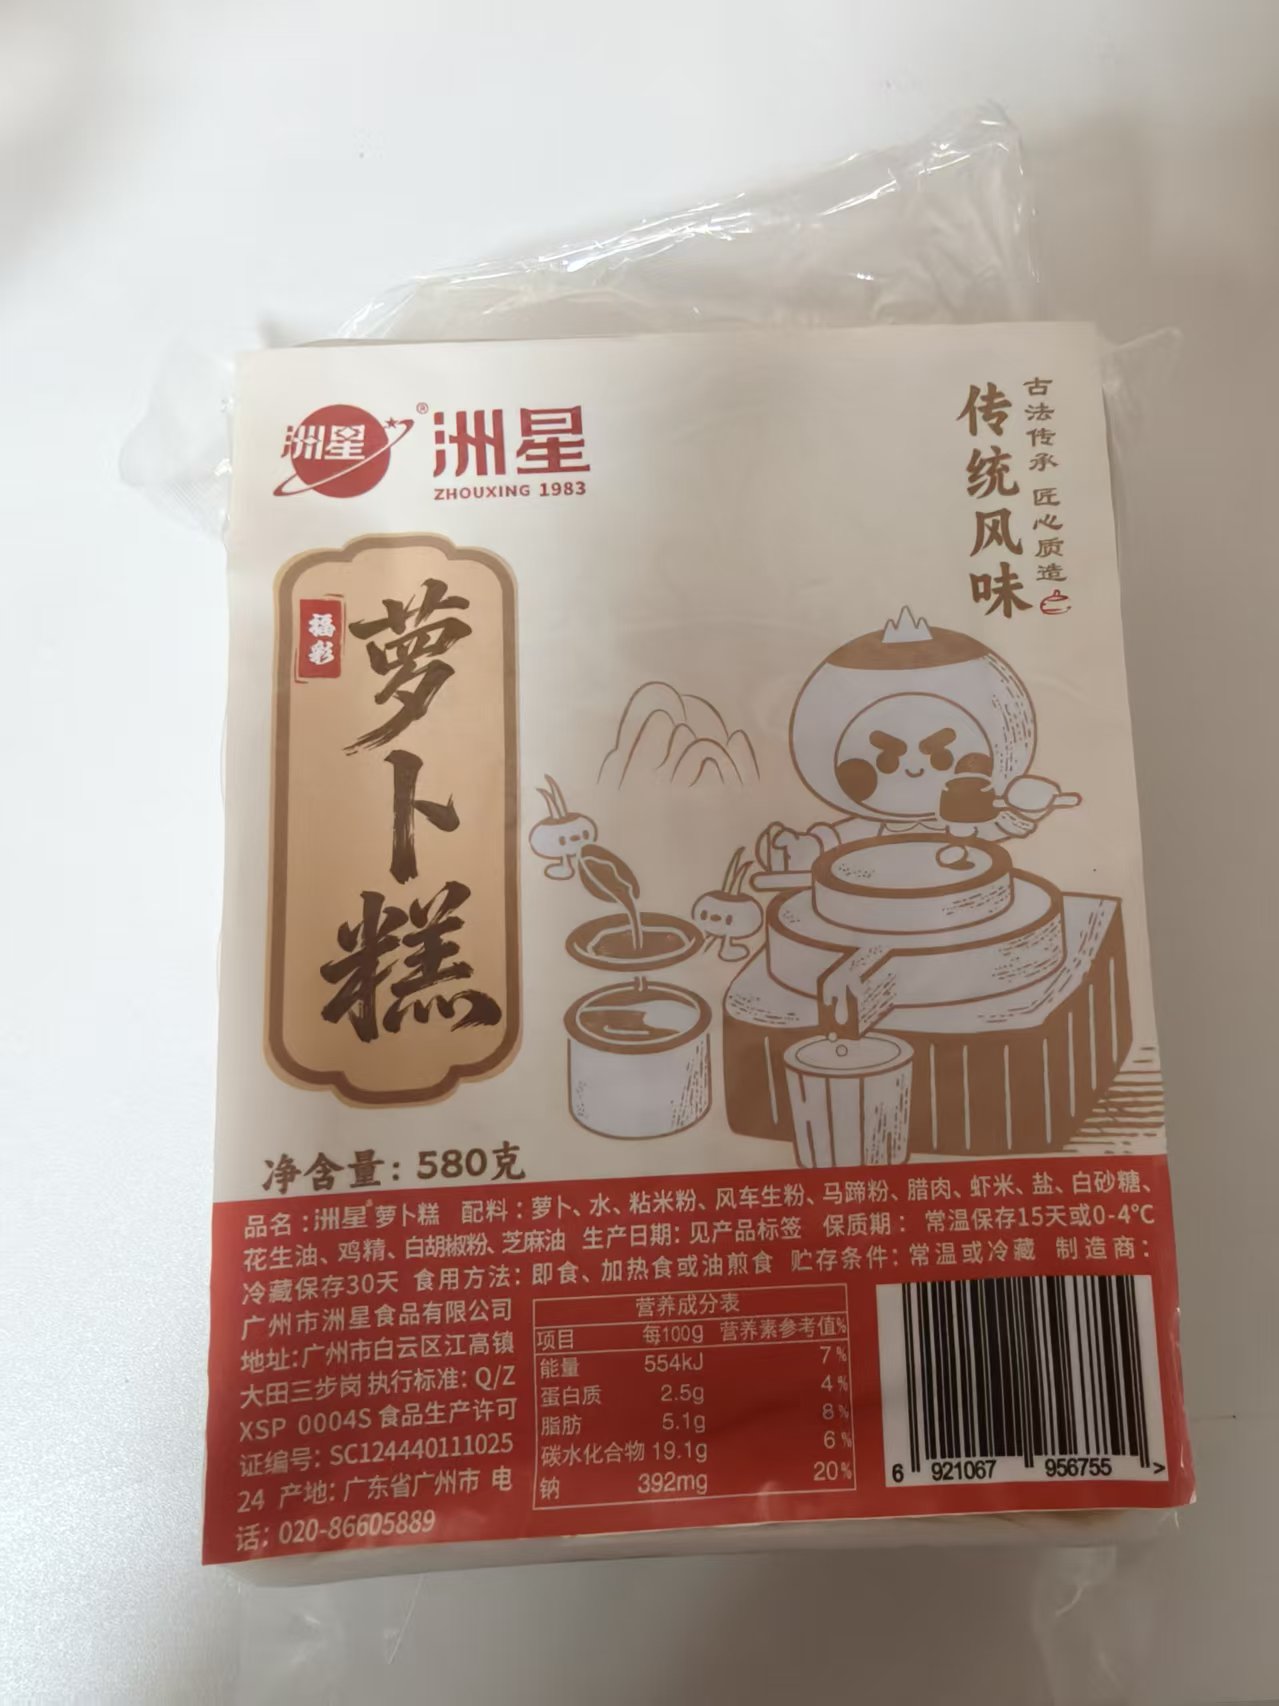 洲星
洲星
ZHOUXING 1983
传统风味
古法传承 匠心质造
福彩
萝卜糕
净含量：580克
品名：洲星®萝卜糕 配料：萝卜、水、粘米粉、风车生粉、马蹄粉、腊肉、虾米、盐、白砂糖、
花生油、鸡精、白胡椒粉、芝麻油 生产日期：见产品标签 保质期：常温保存15天或0-4°C
冷藏保存30天 食用方法：即食、加热食或油煎食 贮存条件：常温或冷藏 制造商：
广州市洲星食品有限公司
地址：广州市白云区江高镇
大田三步岗 执行标准：Q/Z
XSP 0004S 食品生产许可
证编号：SC124440111025
24 产地：广东省广州市 电
话：020-86605889
营养成分表
项目 每100g 营养素参考值%
能量 554kJ 7%
蛋白质 2.5g 4%
脂肪 5.1g 8%
碳水化合物 19.1g 6%
钠 392mg 20%
6 921067 956755 >